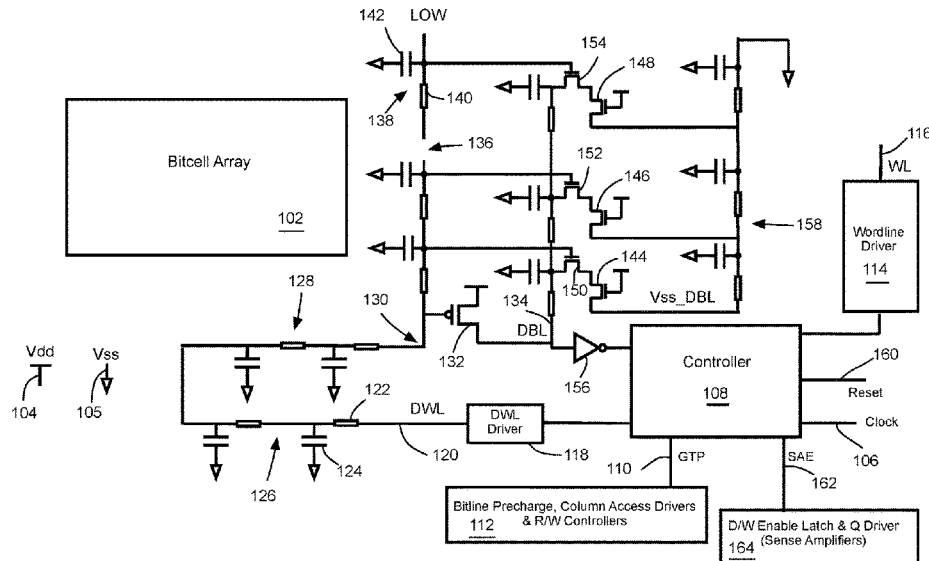 142
LOW
154
148
140
138
136
Bitcell Array
102
152
146
116
WL
158
Wordline
Driver
114
144
150
128
130
134
DBL
Vss_DBL
132
156
Vdd
104
Vss
105
Controller
108
160
Reset
Clock
106
122
DWL
DWL
Driver
118
120
124
126
110
GTP
SAE
162
Bitline Precharge, Column Access Drivers
& R/W Controllers
112
D/W Enable Latch & Q Driver
(Sense Amplifiers)
164